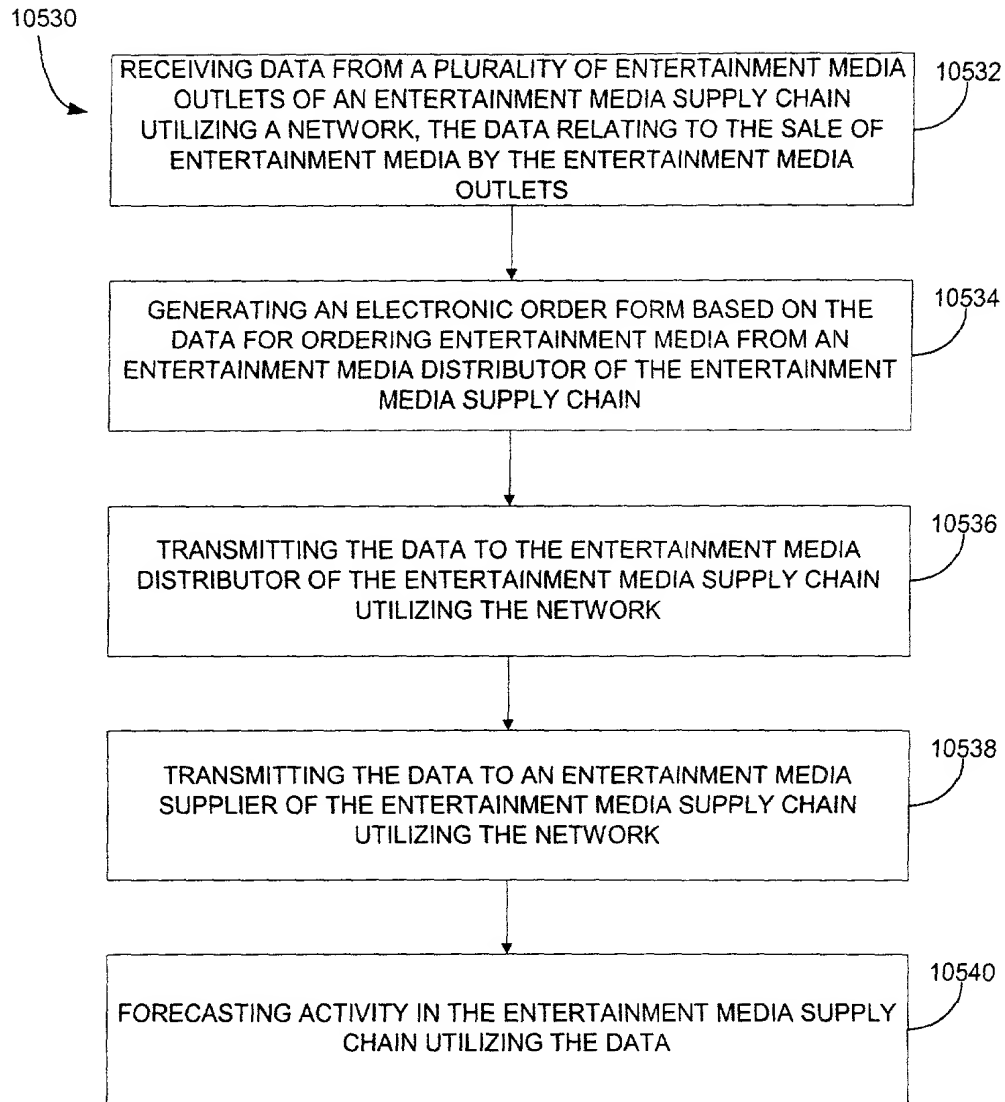 10530
RECEIVING DATA FROM A PLURALITY OF ENTERTAINMENT MEDIA
OUTLETS OF AN ENTERTAINMENT MEDIA SUPPLY CHAIN
UTILIZING A NETWORK, THE DATA RELATING TO THE SALE OF
ENTERTAINMENT MEDIA BY THE ENTERTAINMENT MEDIA
OUTLETS
10532
GENERATING AN ELECTRONIC ORDER FORM BASED ON THE
DATA FOR ORDERING ENTERTAINMENT MEDIA FROM AN
ENTERTAINMENT MEDIA DISTRIBUTOR OF THE ENTERTAINMENT
MEDIA SUPPLY CHAIN
10534
TRANSMITTING THE DATA TO THE ENTERTAINMENT MEDIA
DISTRIBUTOR OF THE ENTERTAINMENT MEDIA SUPPLY CHAIN
UTILIZING THE NETWORK
10536
TRANSMITTING THE DATA TO AN ENTERTAINMENT MEDIA
SUPPLIER OF THE ENTERTAINMENT MEDIA SUPPLY CHAIN
UTILIZING THE NETWORK
10538
FORECASTING ACTIVITY IN THE ENTERTAINMENT MEDIA SUPPLY
CHAIN UTILIZING THE DATA
10540